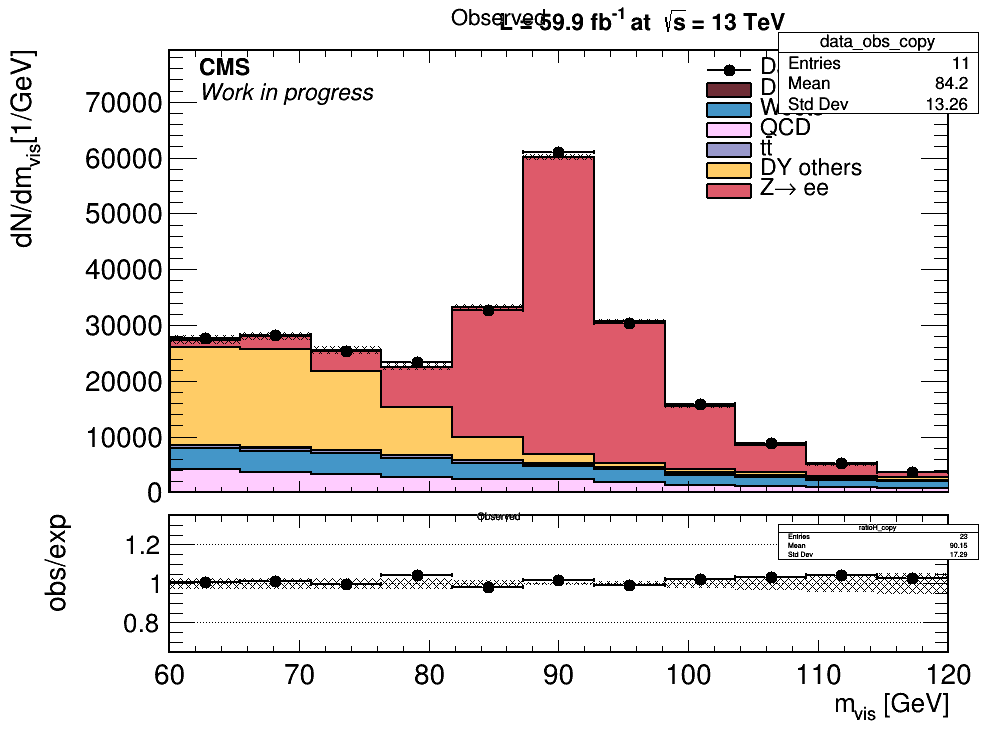 Observed
L = 59.9 fb⁻¹ at √s = 13 TeV
data_obs_copy
Entries 11
Mean 84.2
Std Dev 13.26
CMS
Work in progress
QCD
tt̄
DY others
Z→ ee
dN/dm_vis[1/GeV]
70000
60000
50000
40000
30000
20000
10000
0
Observed
ratioH_copy
Entries 23
Mean 90.15
Std Dev 17.29
obs/exp
1.2
1
0.8
60 70 80 90 100 110 120
m_vis [GeV]